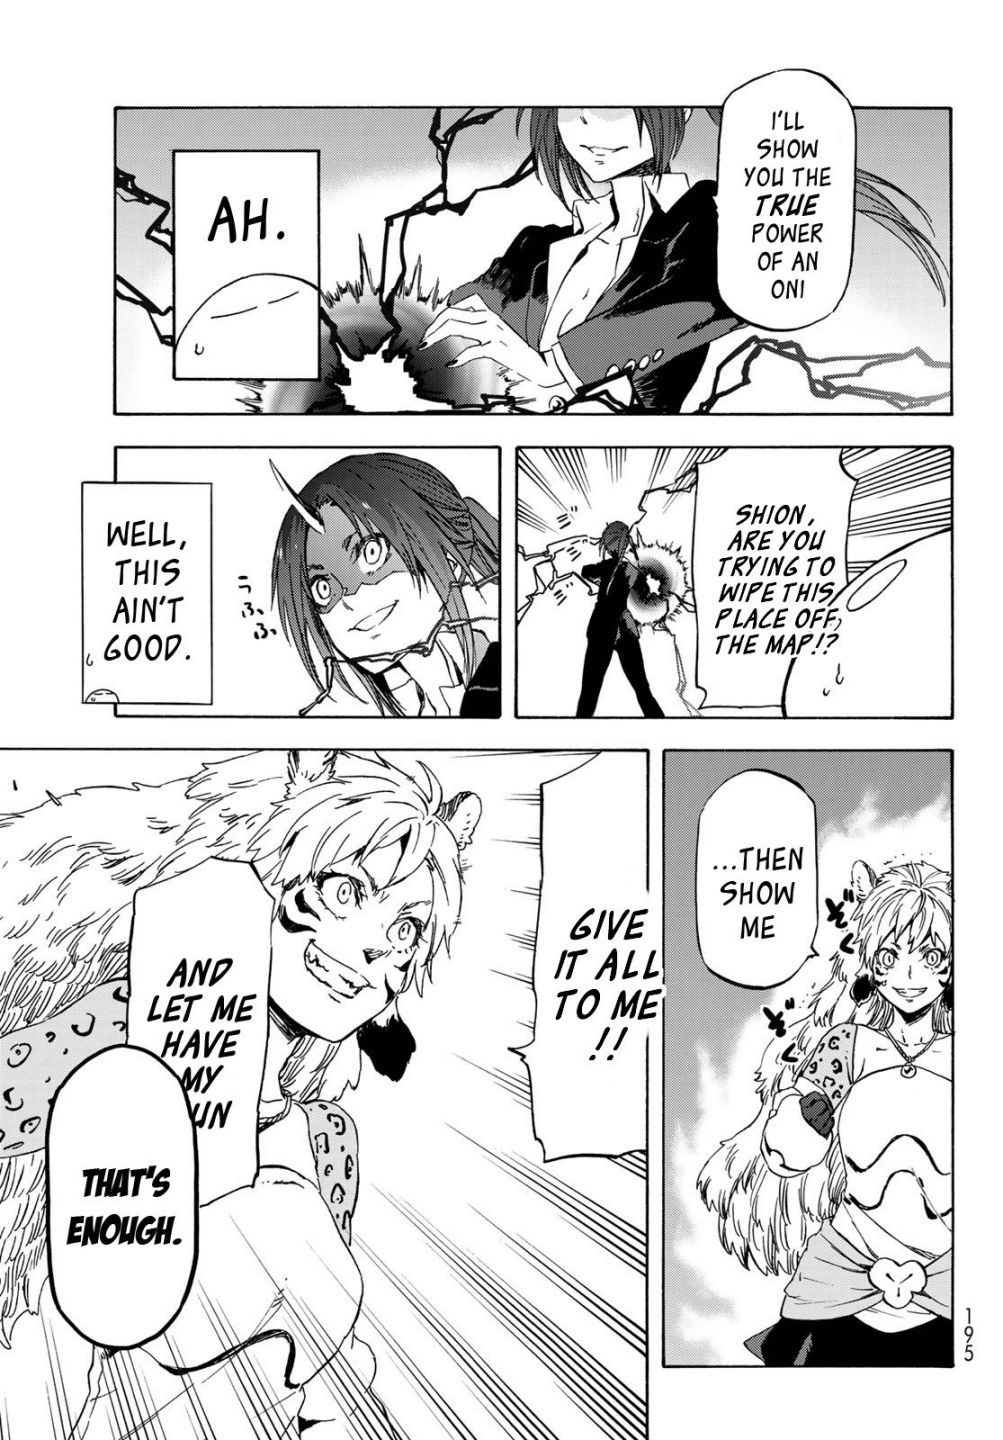 I'LL
SHOW
YOU THE
TRUE
POWER
OF AN
ONI
AH.
SHION,
ARE YOU
TRYING TO
WIPE THIS
PLACE OFF
THE MAP!?
うふふふ
WELL,
THIS
AIN'T
GOOD.
...THEN
SHOW
ME
GIVE
IT ALL
TO ME
!!
AND
LET ME
HAVE
MY
UN
THAT'S
ENOUGH.
195